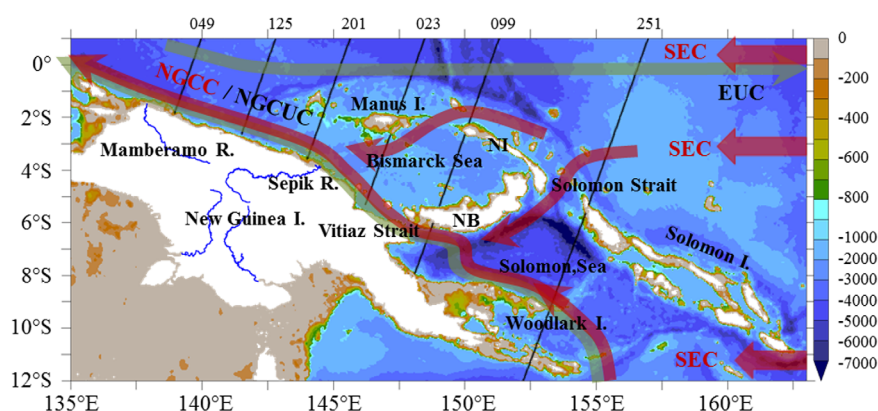 049 125 201 023 099 251
SEC
0°
0
NGCC / NGCUC
EUC
-200
2°S
Manus I.
-400
Mamberamo R.
NI
SEC
-600
4°S
Bismarck Sea
Sepik R.
Solomon Strait
-800
New Guinea I.
NB
6°S
Vitiaz Strait
-1000
Solomon I.
-2000
8°S
Solomon,Sea
-3000
-4000
10°S
Woodlark I.
-5000
SEC
-6000
-7000
12°S
135°E 140°E 145°E 150°E 155°E 160°E